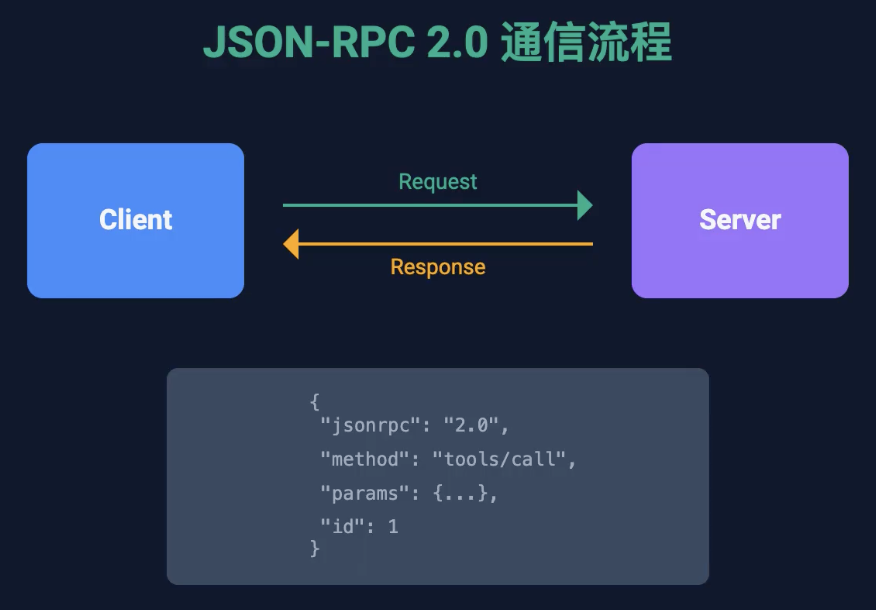 JSON-RPC 2.0 通信流程
Request
Client
Server
Response
{
"jsonrpc": "2.0",
"method": "tools/call",
"params": {...},
"id": 1
}